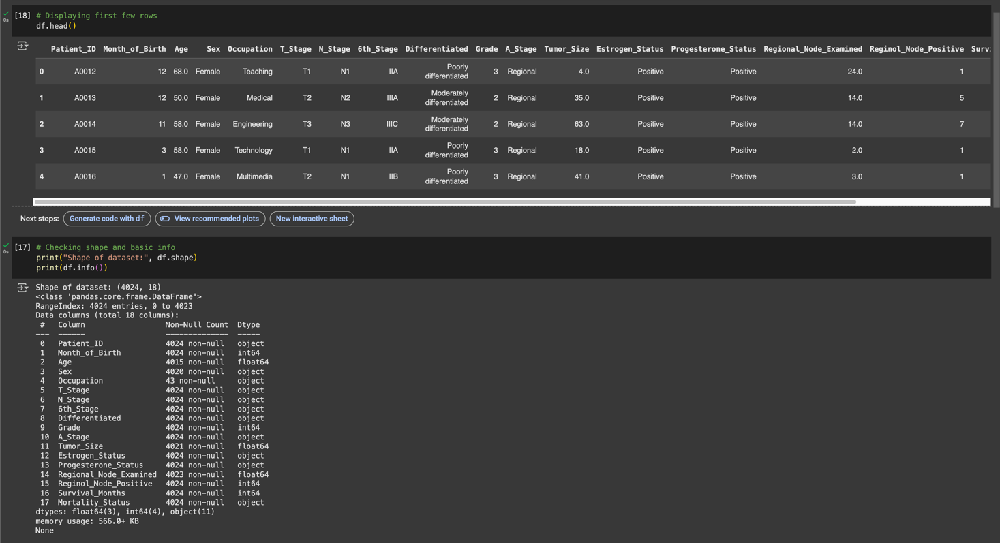 [18] # Displaying first few rows
0s
df.head()
Patient_ID Month_of_Birth Age Sex Occupation T_Stage N_Stage 6th_Stage Differentiated Grade A_Stage Tumor_Size Estrogen_Status Progesterone_Status Regional_Node_Examined Reginol_Node_Positive Survi
0 A0012 12 68.0 Female Teaching T1 N1 IIA Poorly differentiated 3 Regional 4.0 Positive Positive 24.0 1
1 A0013 12 50.0 Female Medical T2 N2 IIIA Moderately differentiated 2 Regional 35.0 Positive Positive 14.0 5
2 A0014 11 58.0 Female Engineering T3 N3 IIIC Moderately differentiated 2 Regional 63.0 Positive Positive 14.0 7
3 A0015 3 58.0 Female Technology T1 N1 IIA Poorly differentiated 3 Regional 18.0 Positive Positive 2.0 1
4 A0016 1 47.0 Female Multimedia T2 N1 IIB Poorly differentiated 3 Regional 41.0 Positive Positive 3.0 1
Next steps: Generate code with df View recommended plots New interactive sheet
[17] # Checking shape and basic info
0s
print("Shape of dataset:", df.shape)
print(df.info())
Shape of dataset: (4024, 18)
<class 'pandas.core.frame.DataFrame'>
RangeIndex: 4024 entries, 0 to 4023
Data columns (total 18 columns):
# Column Non-Null Count Dtype
--- ------ -------------- -----
0 Patient_ID 4024 non-null object
1 Month_of_Birth 4024 non-null int64
2 Age 4015 non-null float64
3 Sex 4020 non-null object
4 Occupation 43 non-null object
5 T_Stage 4024 non-null object
6 N_Stage 4024 non-null object
7 6th_Stage 4024 non-null object
8 Differentiated 4024 non-null object
9 Grade 4024 non-null int64
10 A_Stage 4024 non-null object
11 Tumor_Size 4021 non-null float64
12 Estrogen_Status 4024 non-null object
13 Progesterone_Status 4024 non-null object
14 Regional_Node_Examined 4023 non-null float64
15 Reginol_Node_Positive 4024 non-null int64
16 Survival_Months 4024 non-null int64
17 Mortality_Status 4024 non-null object
dtypes: float64(3), int64(4), object(11)
memory usage: 566.0+ KB
None